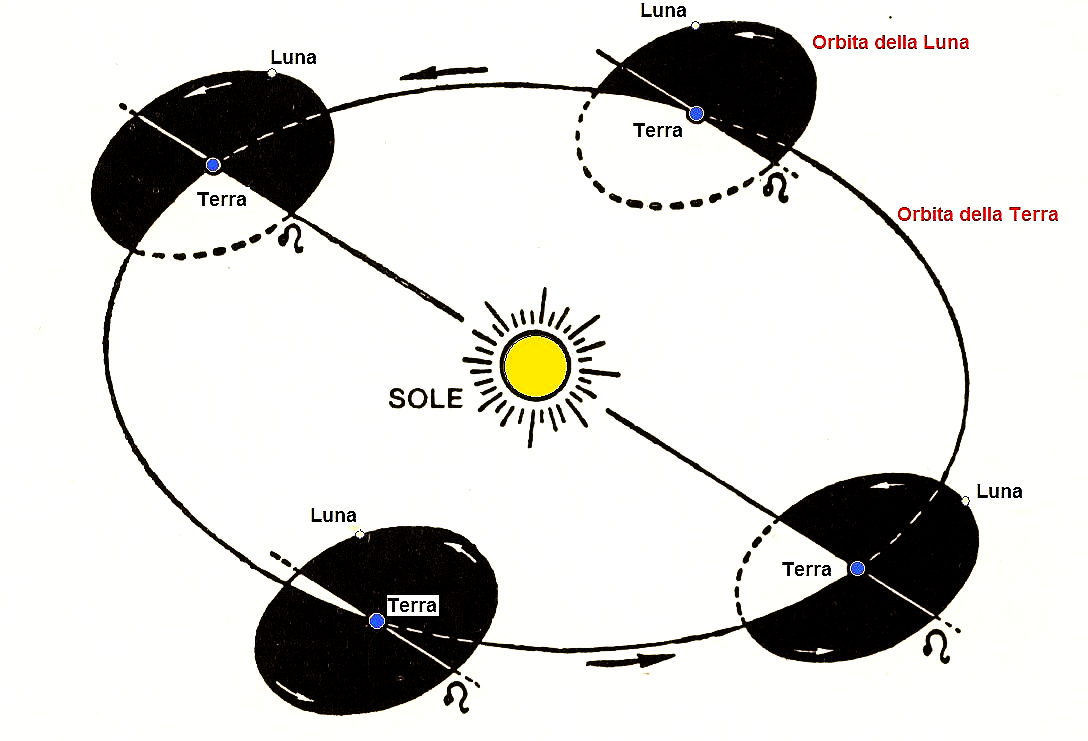 Luna
Orbita della Luna
Luna
Terra
☊
Terra
☊
Orbita della Terra
SOLE
Luna
Luna
Terra
☊
Terra
☊